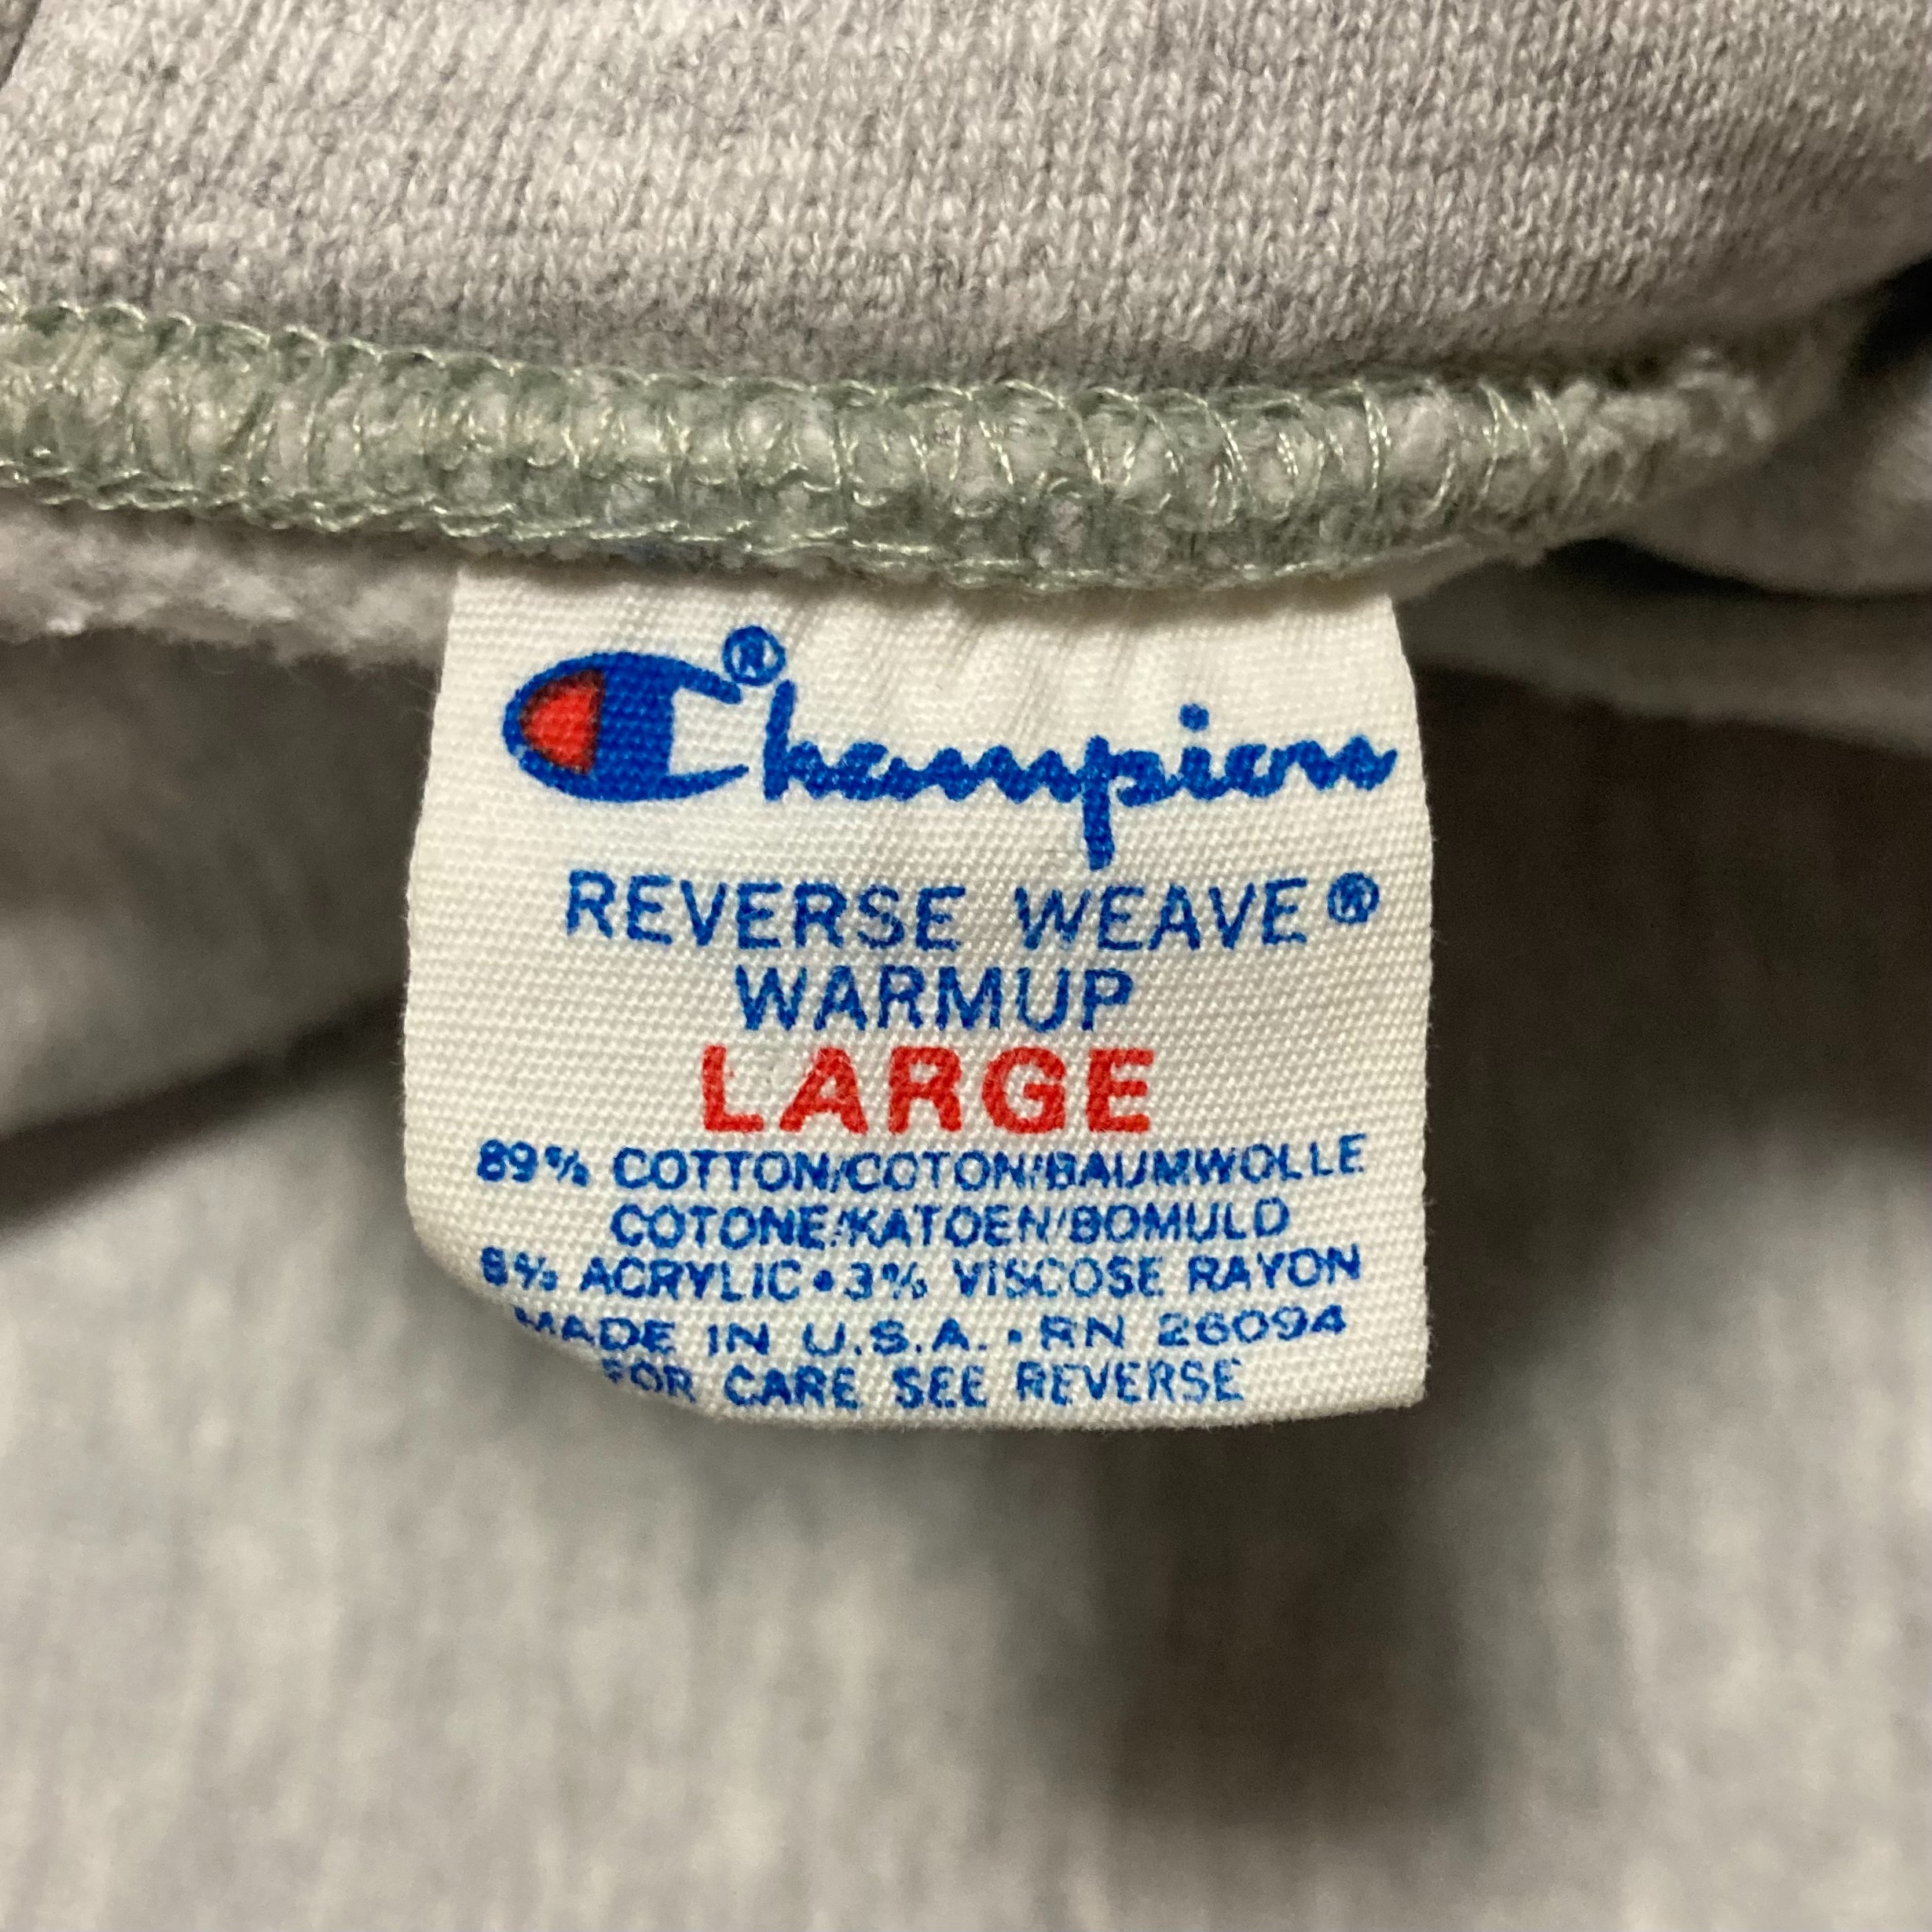 Champion®
REVERSE WEAVE®
WARMUP
LARGE
89% COTTON/COTON/BAUMWOLLE
COTONE/KATOEN/BOMULD
8% ACRYLIC • 3% VISCOSE RAYON
MADE IN U.S.A. • RN 26094
FOR CARE SEE REVERSE